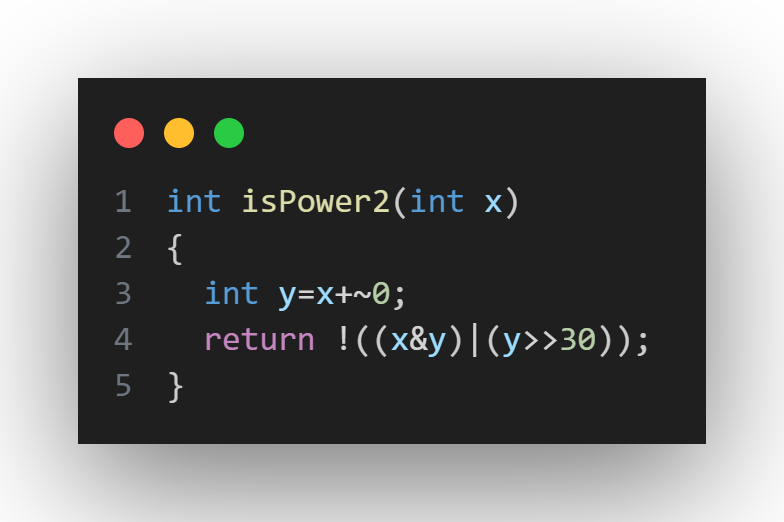 1 int isPower2(int x)
2 {
3   int y=x+~0;
4   return !((x&y)|(y>>30));
5 }